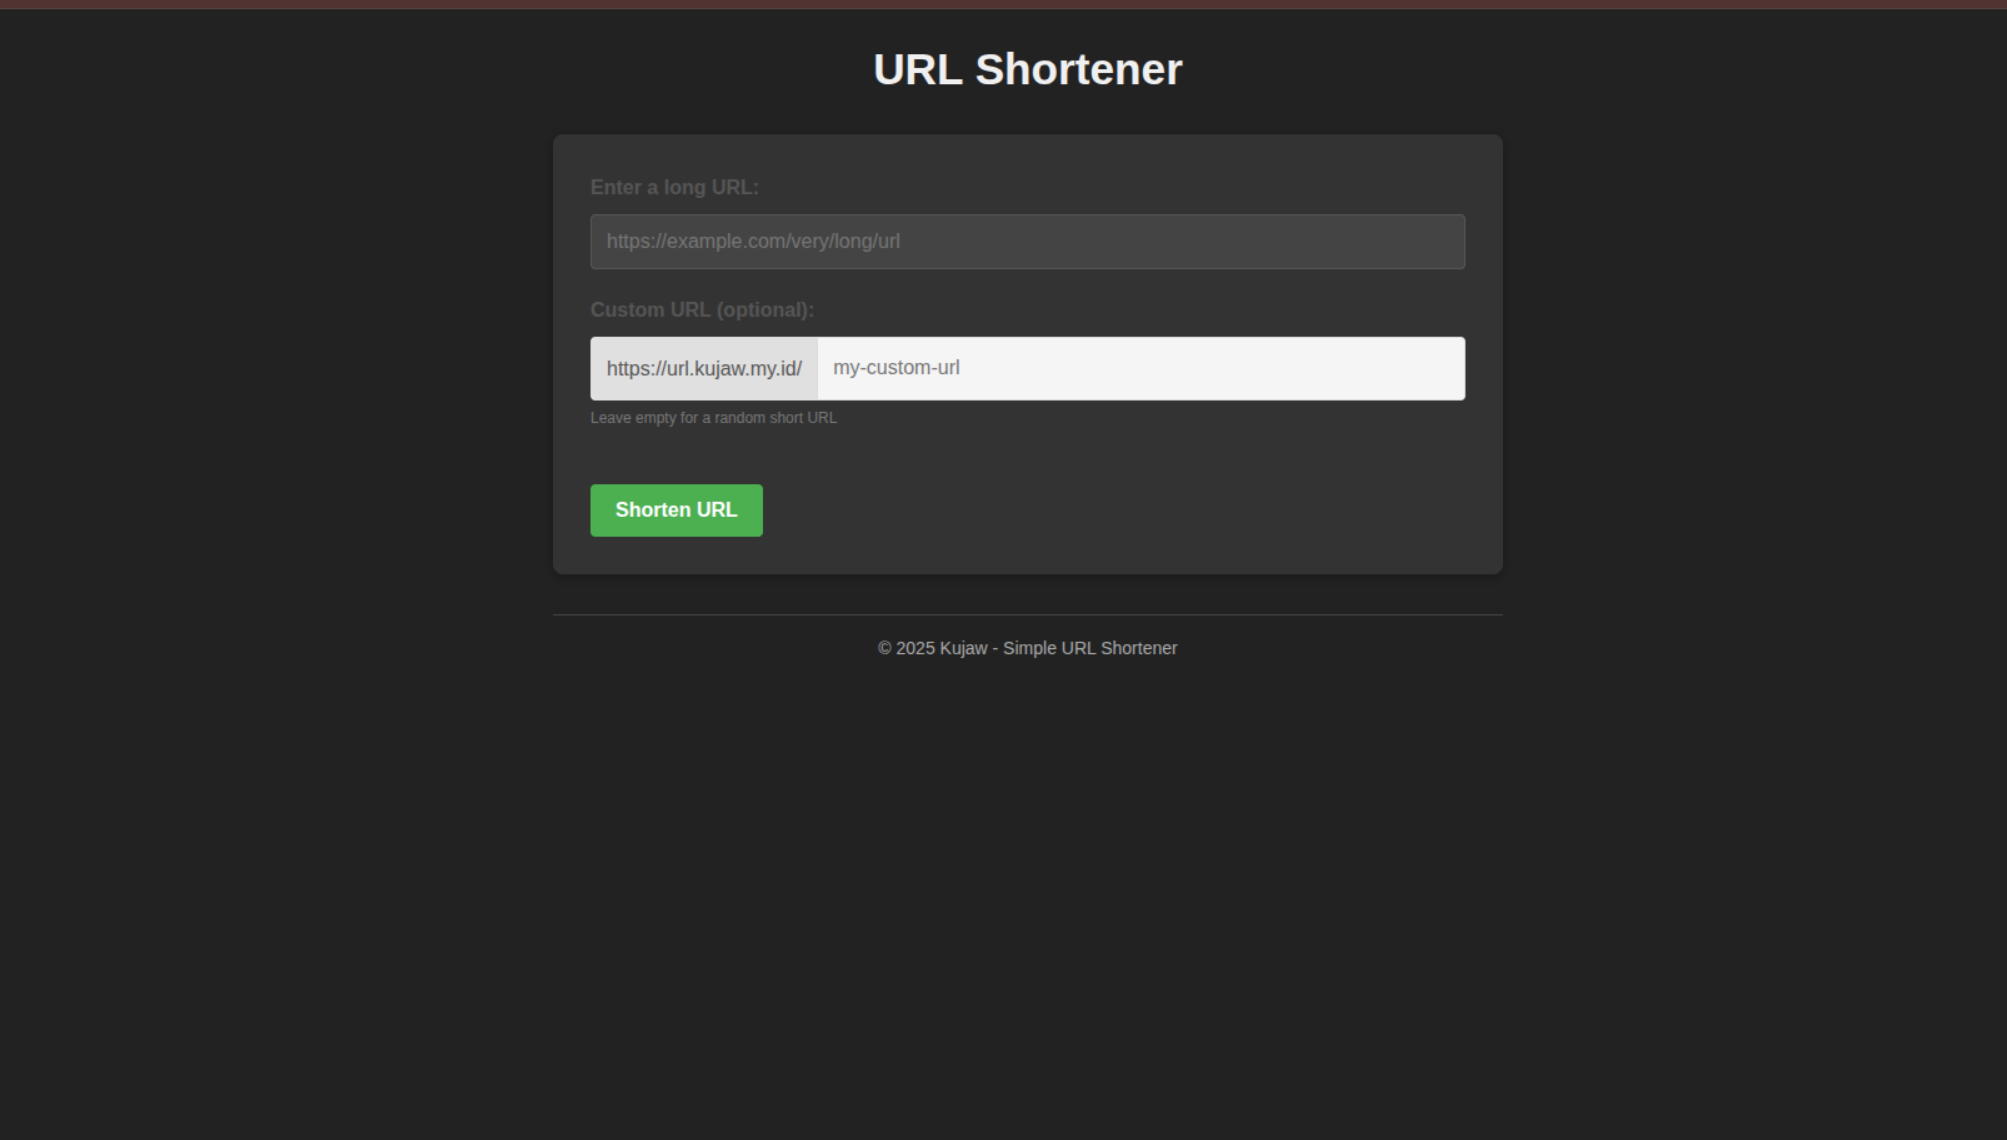 URL Shortener
Enter a long URL:
https://example.com/very/long/url
Custom URL (optional):
https://url.kujaw.my.id/ my-custom-url
Leave empty for a random short URL
Shorten URL
© 2025 Kujaw - Simple URL Shortener